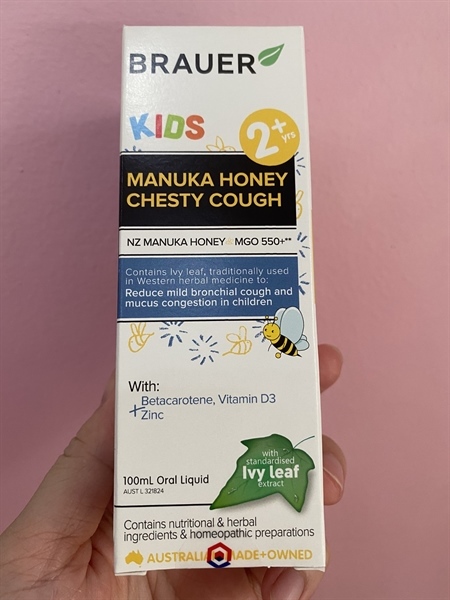 BRAUER
KIDS
2+
yrs
MANUKA HONEY
CHESTY COUGH
NZ MANUKA HONEY MGO 550+**
Contains Ivy leaf, traditionally used
in Western herbal medicine to:
Reduce mild bronchial cough and
mucus congestion in children
With:
Betacarotene, Vitamin D3
+ Zinc
with
standardised
Ivy leaf
extract
100mL Oral Liquid
AUST L 321824
Contains nutritional & herbal
ingredients & homeopathic preparations
MADE+OWNED